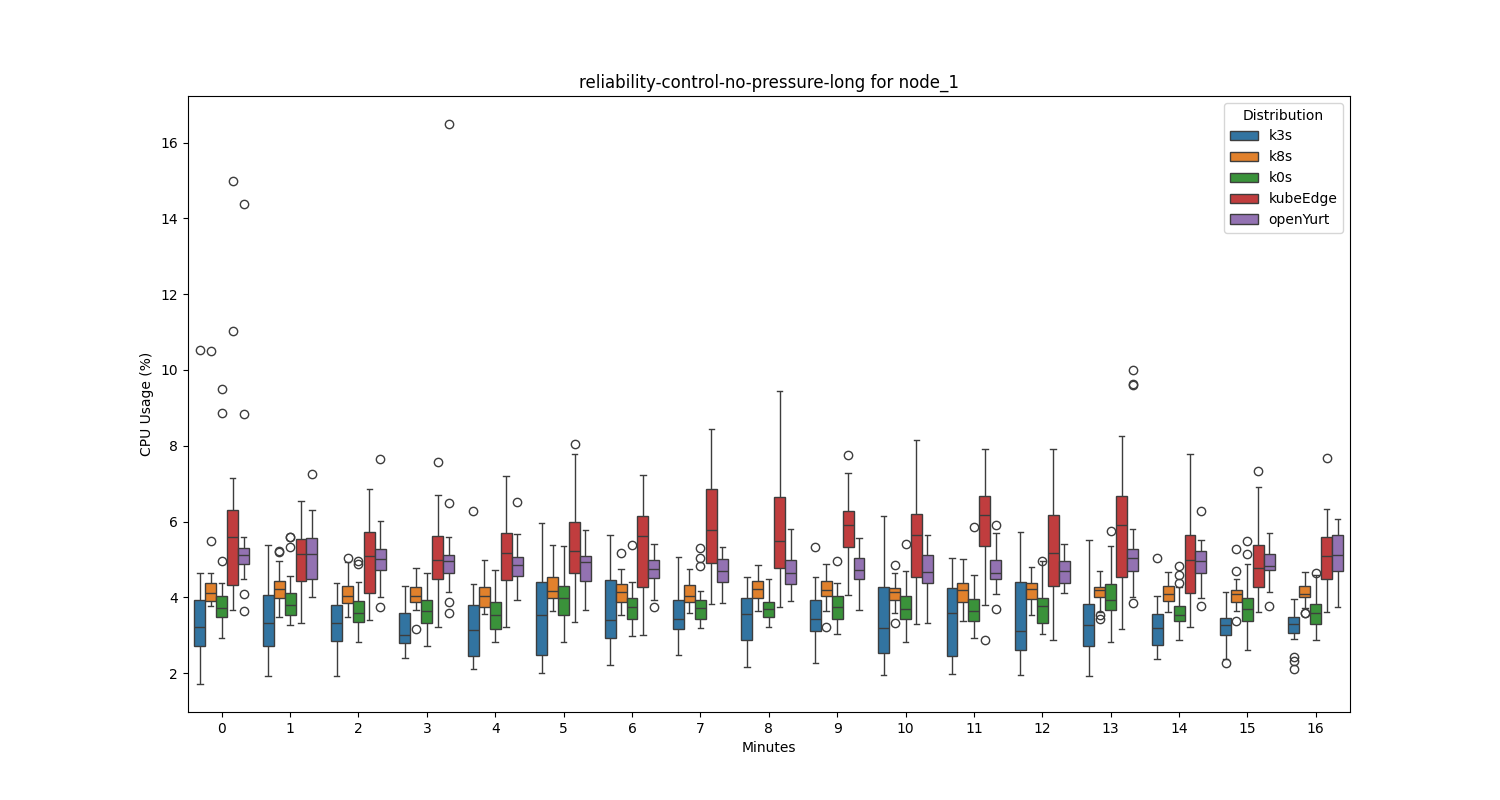 reliability-control-no-pressure-long for node_1
Distribution
k3s
k8s
k0s
kubeEdge
openYurt
CPU Usage (%)
16
14
12
10
8
6
4
2
0 1 2 3 4 5 6 7 8 9 10 11 12 13 14 15 16
Minutes